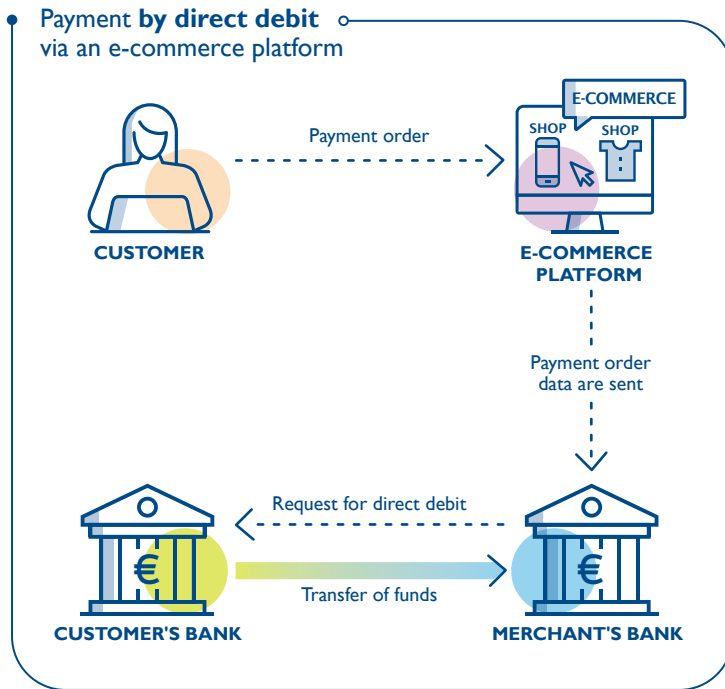 Payment by direct debit
via an e-commerce platform
E-COMMERCE
SHOP
SHOP
Payment order
CUSTOMER
E-COMMERCE
PLATFORM
Payment order
data are sent
Request for direct debit
€
€
Transfer of funds
CUSTOMER'S BANK
MERCHANT'S BANK